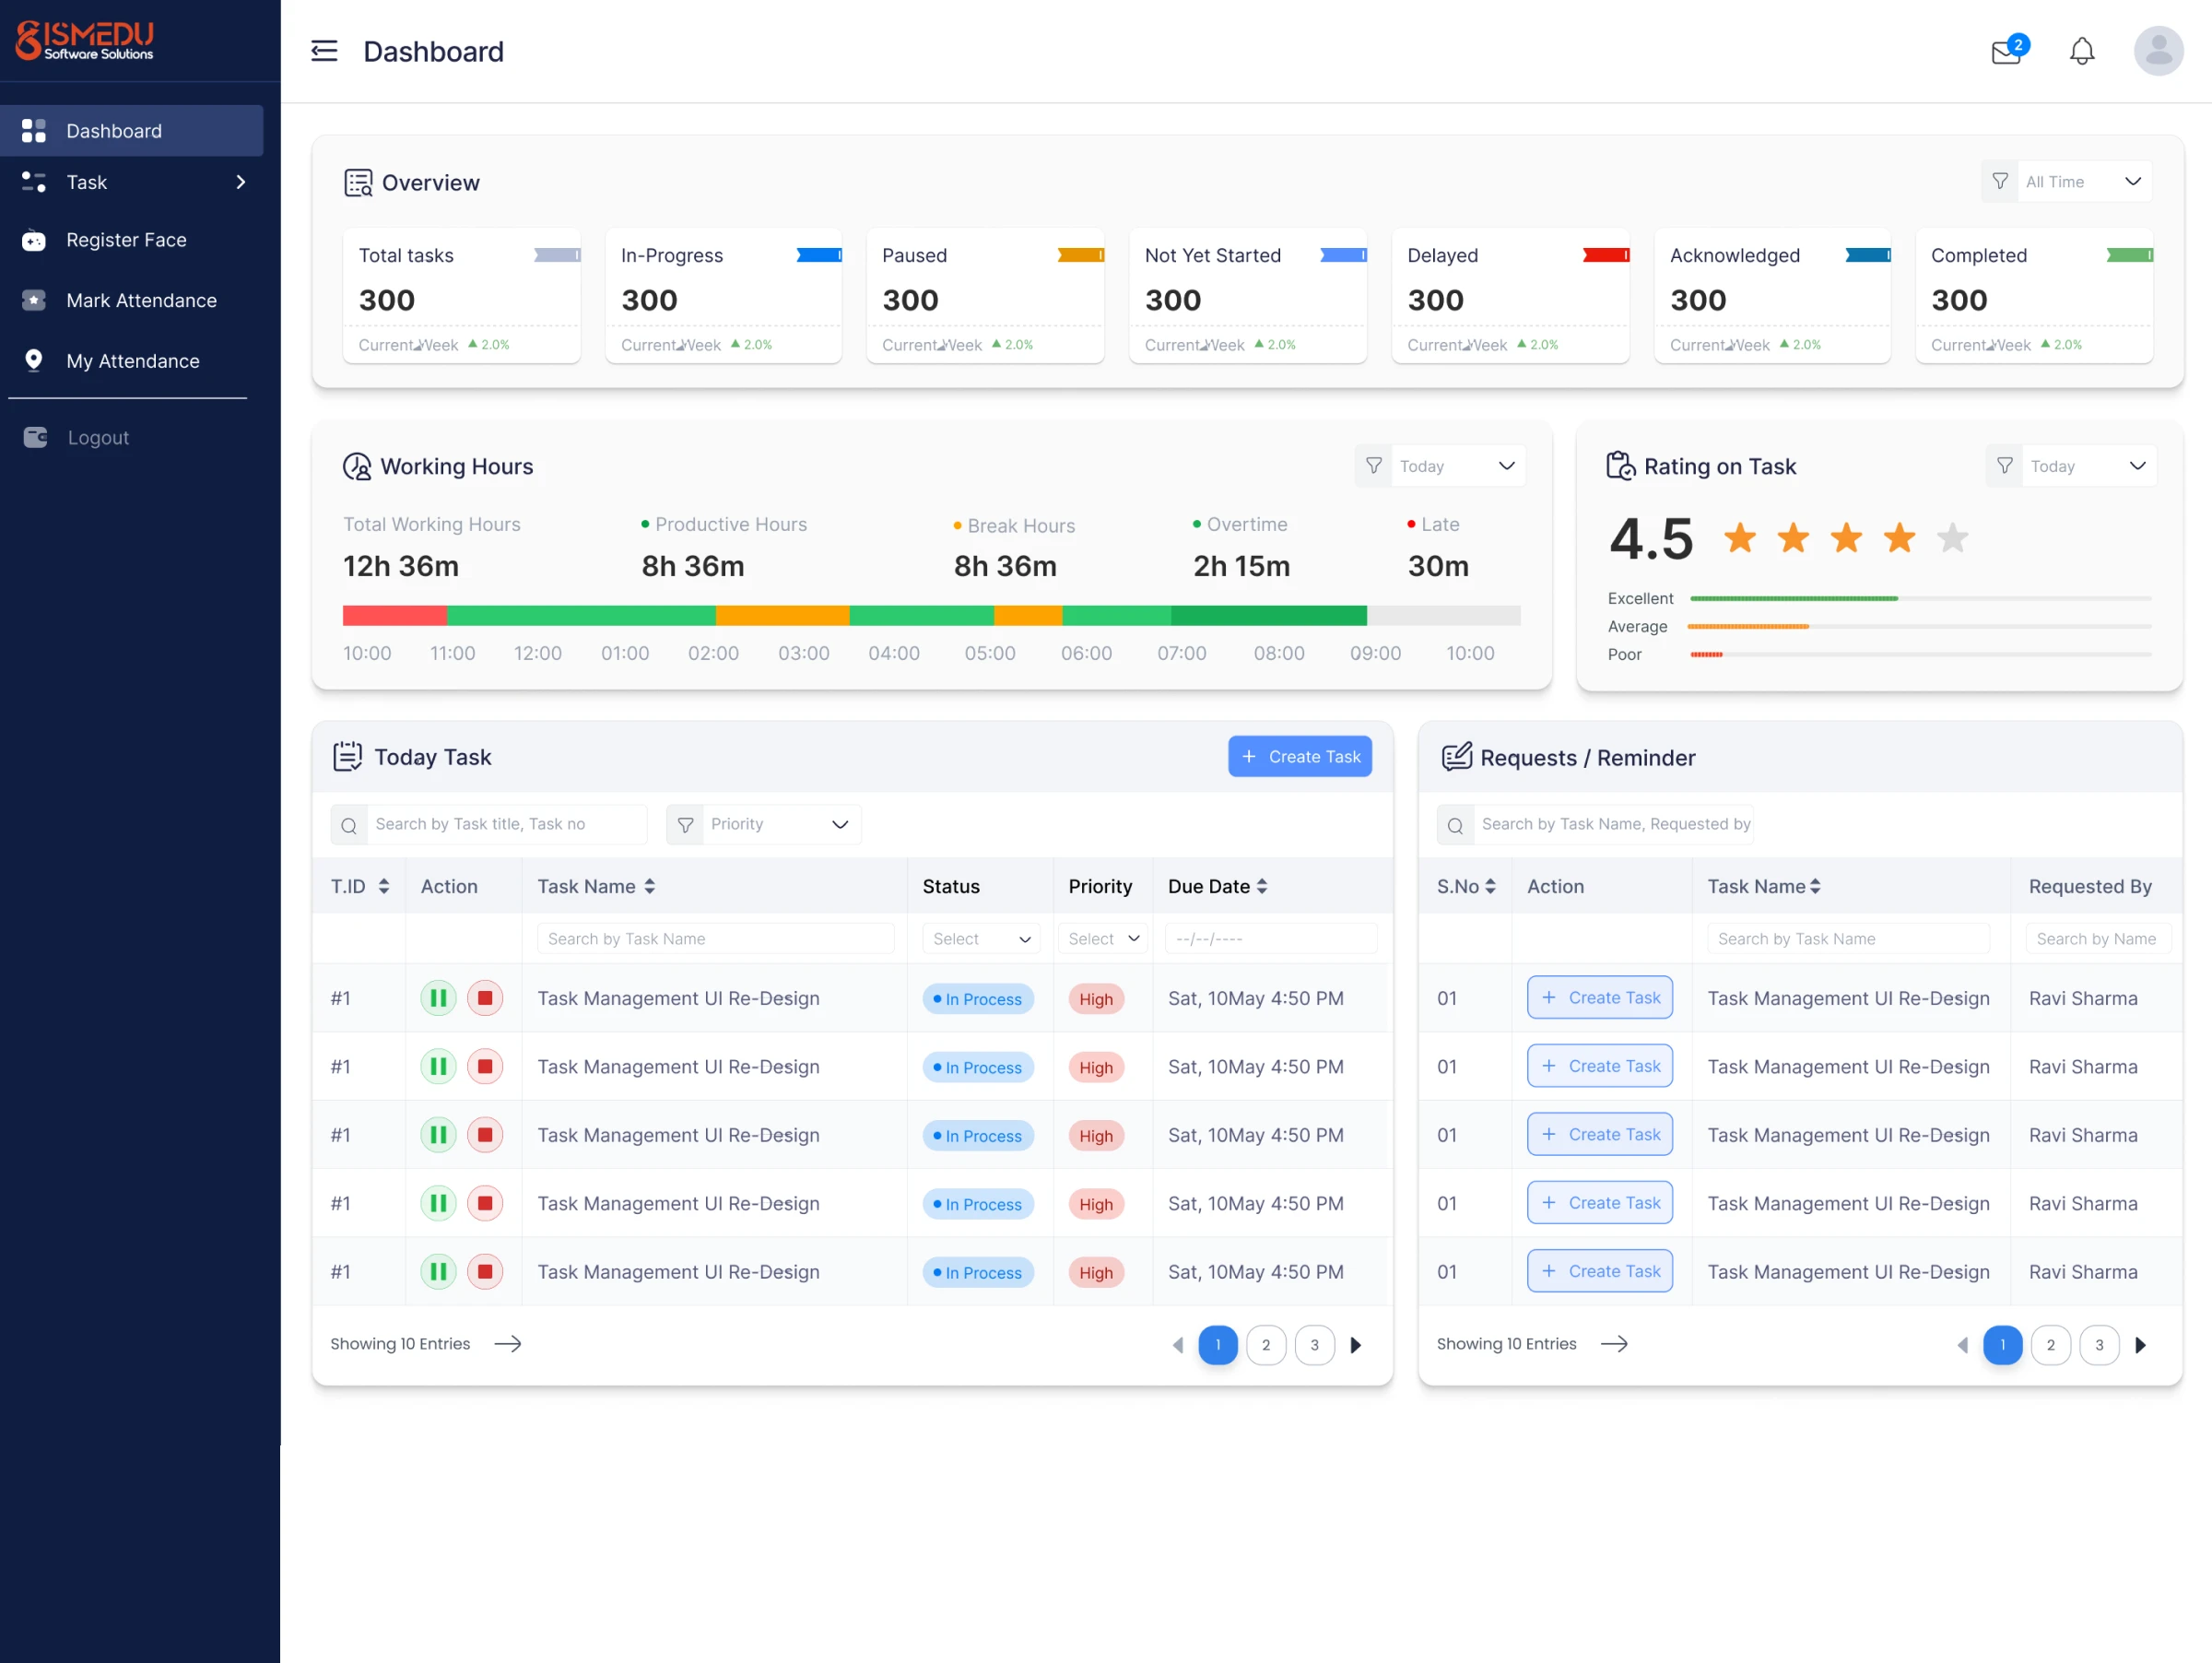 ISMEDU
Software Solutions
Dashboard
2
Dashboard
Task
Register Face
Mark Attendance
My Attendance
Logout
Overview
All Time
Total tasks
300
Current Week 2.0%
In-Progress
300
Current Week 2.0%
Paused
300
Current Week 2.0%
Not Yet Started
300
Current Week 2.0%
Delayed
300
Current Week 2.0%
Acknowledged
300
Current Week 2.0%
Completed
300
Current Week 2.0%
Working Hours
Today
Total Working Hours
12h 36m
Productive Hours
8h 36m
Break Hours
8h 36m
Overtime
2h 15m
Late
30m
10:00 11:00 12:00 01:00 02:00 03:00 04:00 05:00 06:00 07:00 08:00 09:00 10:00
Rating on Task
Today
4.5
Excellent
Average
Poor
Today Task
+ Create Task
Search by Task title, Task no
Priority
T.ID Action Task Name Status Priority Due Date
Search by Task Name Select Select --/--/----
#1 Task Management UI Re-Design In Process High Sat, 10May 4:50 PM
#1 Task Management UI Re-Design In Process High Sat, 10May 4:50 PM
#1 Task Management UI Re-Design In Process High Sat, 10May 4:50 PM
#1 Task Management UI Re-Design In Process High Sat, 10May 4:50 PM
#1 Task Management UI Re-Design In Process High Sat, 10May 4:50 PM
Showing 10 Entries
1 2 3
Requests / Reminder
Search by Task Name, Requested by
S.No Action Task Name Requested By
Search by Task Name Search by Name
01 + Create Task Task Management UI Re-Design Ravi Sharma
01 + Create Task Task Management UI Re-Design Ravi Sharma
01 + Create Task Task Management UI Re-Design Ravi Sharma
01 + Create Task Task Management UI Re-Design Ravi Sharma
01 + Create Task Task Management UI Re-Design Ravi Sharma
Showing 10 Entries
1 2 3